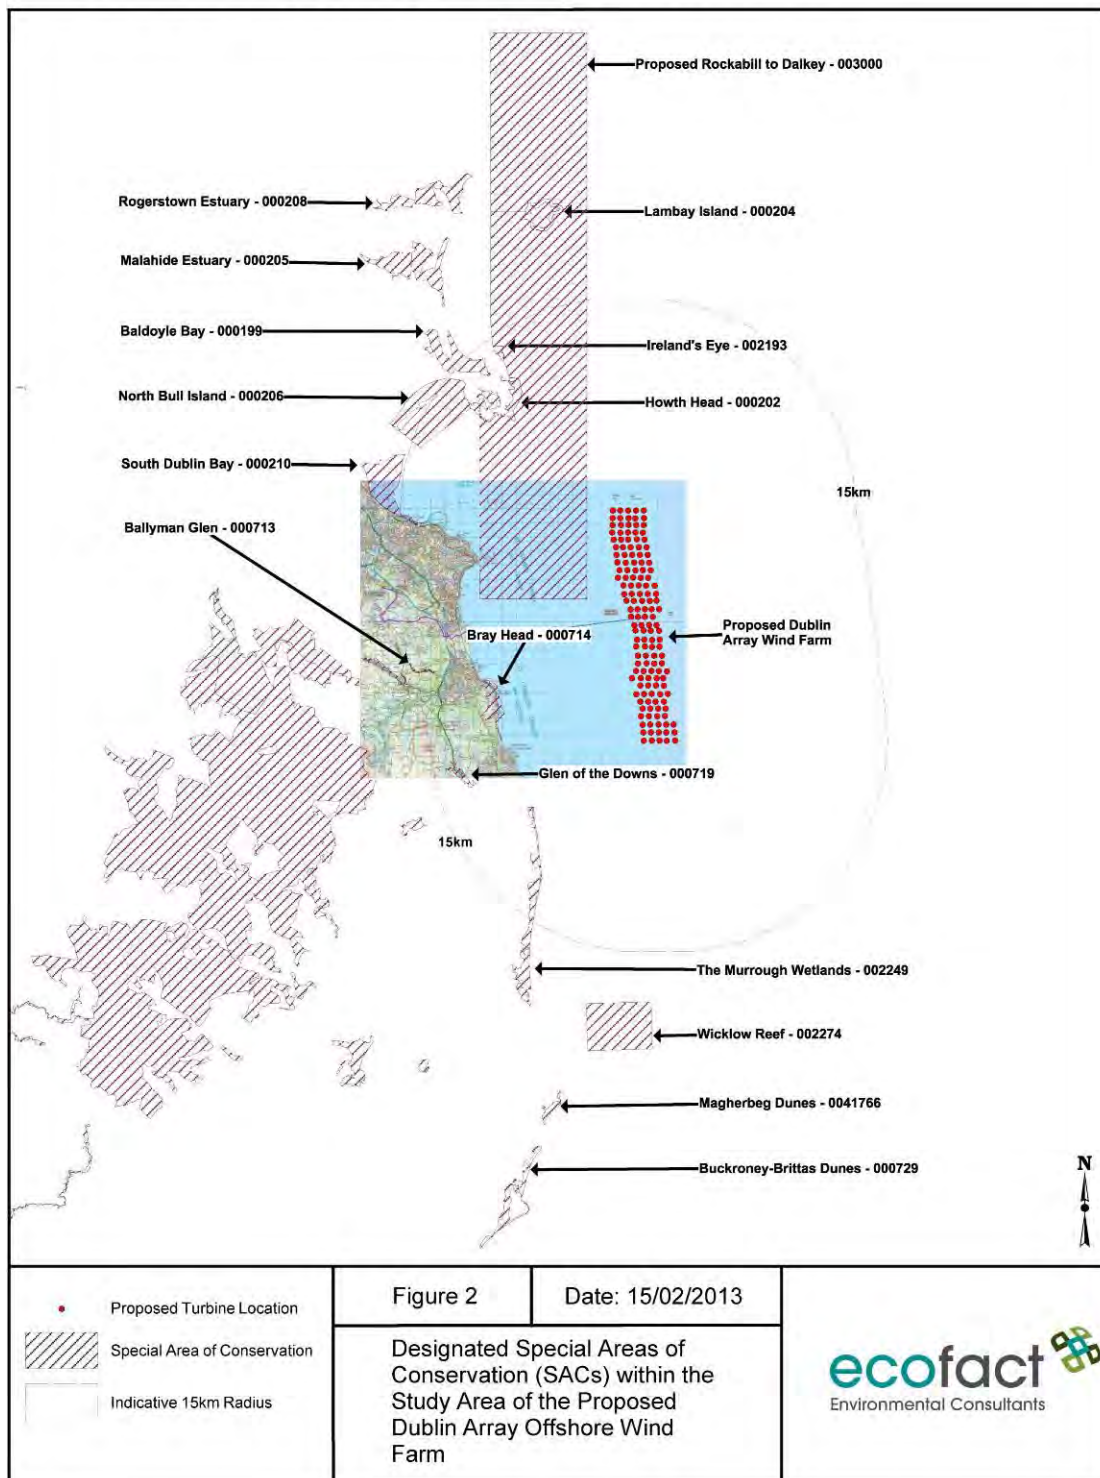 Proposed Rockabill to Dalkey - 003000
Rogerstown Estuary - 000208
Lambay Island - 000204
Malahide Estuary - 000205
Baldoyle Bay - 000199
Ireland's Eye - 002193
North Bull Island - 000206
Howth Head - 000202
South Dublin Bay - 000210
15km
Ballyman Glen - 000713
Proposed Dublin
Array Wind Farm
Bray Head - 000714
Glen of the Downs - 000719
15km
The Murrough Wetlands - 002249
Wicklow Reef - 002274
Magherbeg Dunes - 0041766
Buckroney-Brittas Dunes - 000729
N
Proposed Turbine Location
Special Area of Conservation
Indicative 15km Radius
Figure 2
Date: 15/02/2013
Designated Special Areas of
Conservation (SACs) within the
Study Area of the Proposed
Dublin Array Offshore Wind
Farm
ecofact
Environmental Consultants